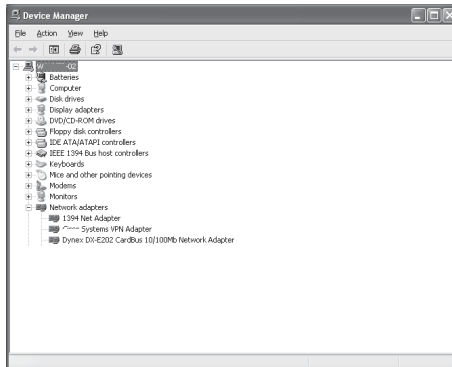 Device Manager
File Action View Help
W -02
Batteries
Computer
Disk drives
Display adapters
DVD/CD-ROM drives
Floppy disk controllers
IDE ATA/ATAPI controllers
IEEE 1394 Bus host controllers
Keyboards
Mice and other pointing devices
Modems
Monitors
Network adapters
1394 Net Adapter
Systems VPN Adapter
Dynex DX-E202 CardBus 10/100Mb Network Adapter